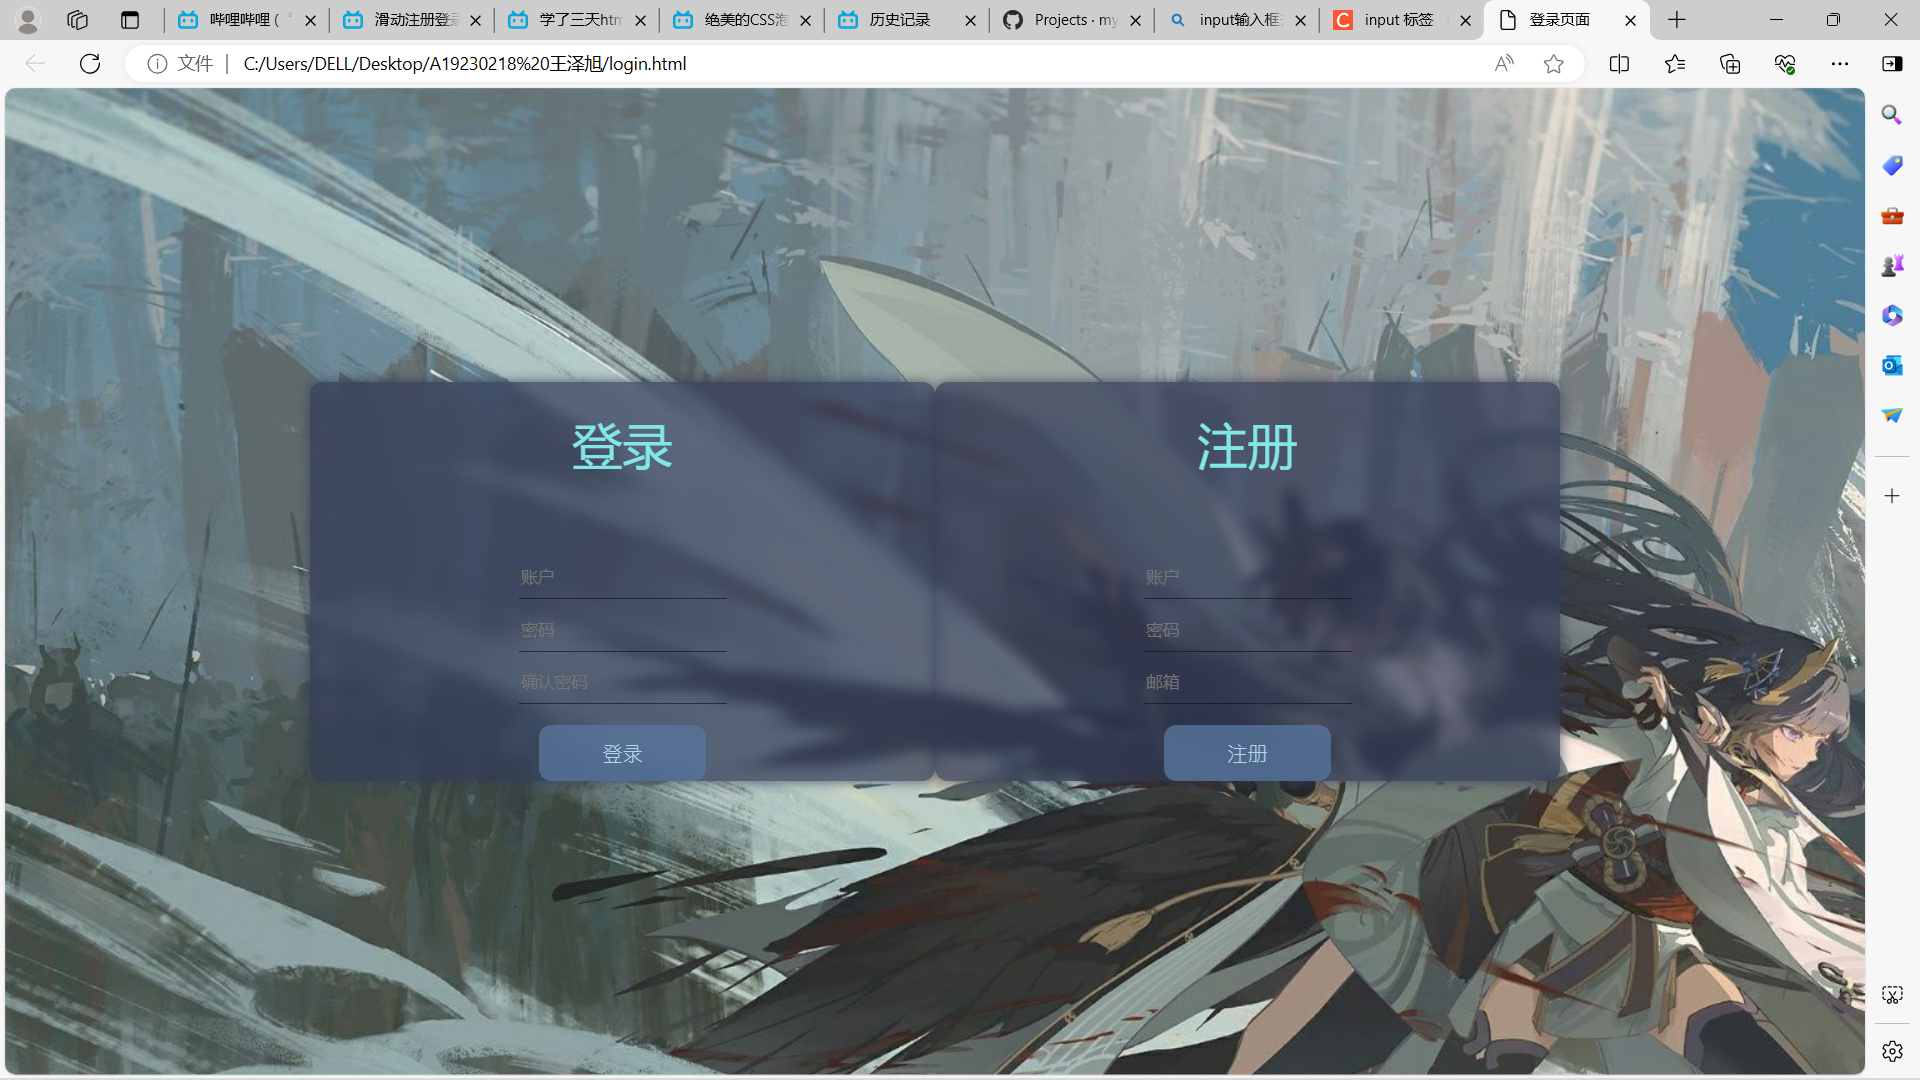 哔哩哔哩 (
滑动注册登录
学了三天htm
绝美的CSS泡
历史记录
Projects · my
input输入框
input 标签
登录页面
文件
C:/Users/DELL/Desktop/A19230218%20王泽旭/login.html
登录
账户
密码
确认密码
登录
注册
账户
密码
邮箱
注册